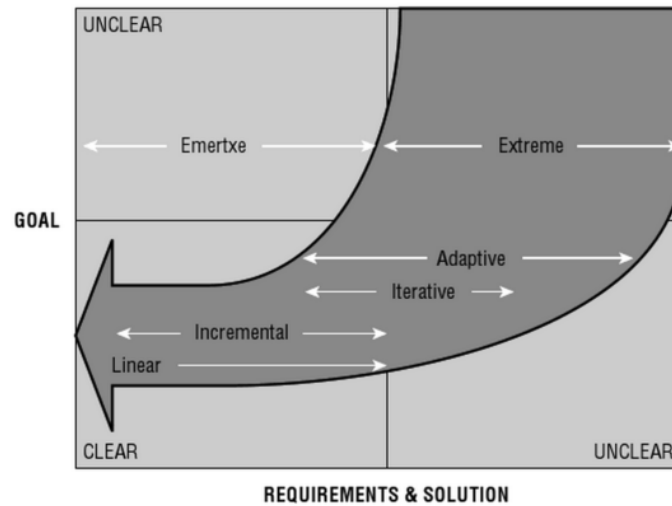 UNCLEAR
Emertxe
Extreme
GOAL
Adaptive
Iterative
Incremental
Linear
CLEAR
UNCLEAR
REQUIREMENTS & SOLUTION